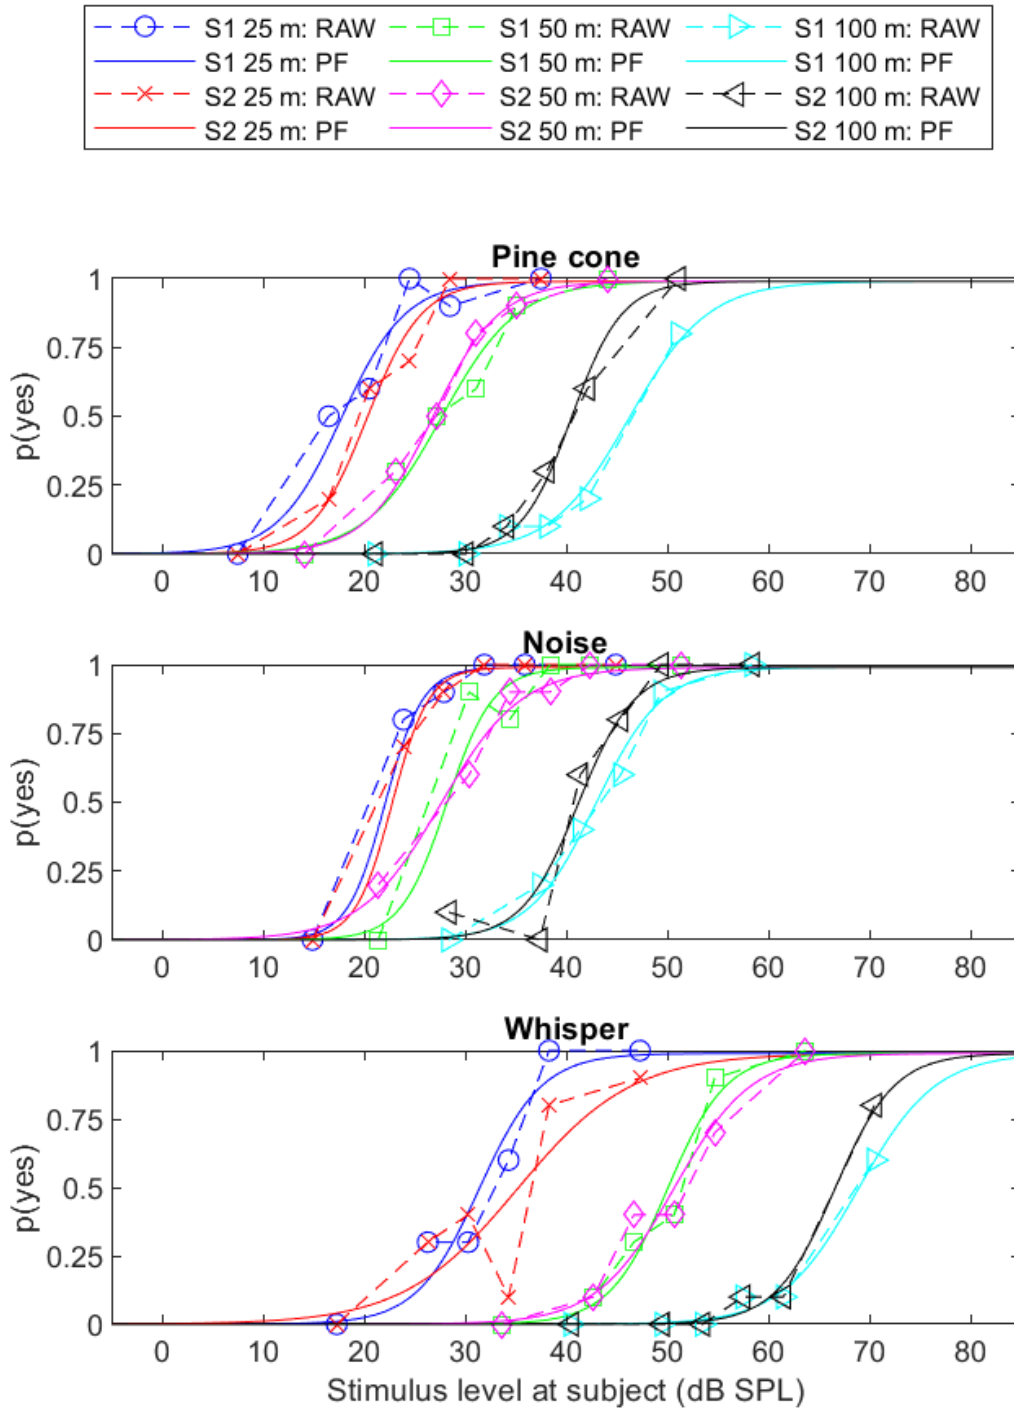 S1 25 m: RAW S1 50 m: RAW S1 100 m: RAW
S1 25 m: PF S1 50 m: PF S1 100 m: PF
S2 25 m: RAW S2 50 m: RAW S2 100 m: RAW
S2 25 m: PF S2 50 m: PF S2 100 m: PF
Pine cone
1
0.75
0.5
0.25
0
p(yes)
0 10 20 30 40 50 60 70 80
Noise
1
0.75
0.5
0.25
0
p(yes)
0 10 20 30 40 50 60 70 80
Whisper
1
0.75
0.5
0.25
0
p(yes)
0 10 20 30 40 50 60 70 80
Stimulus level at subject (dB SPL)